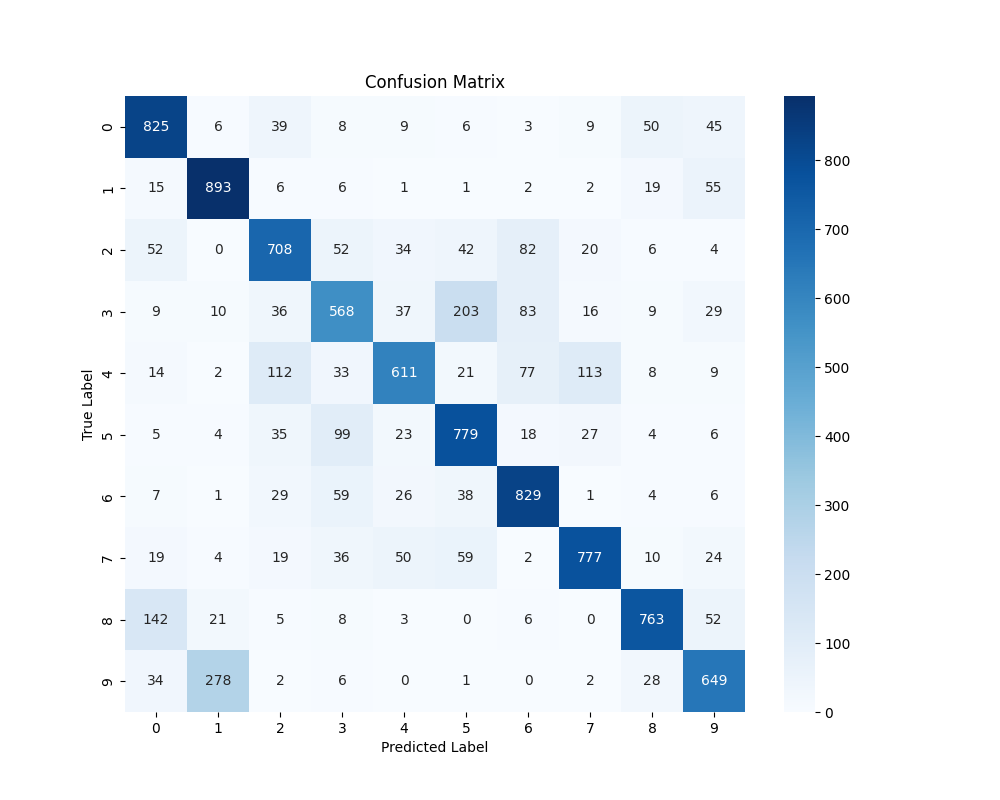 Confusion Matrix
0 825 6 39 8 9 6 3 9 50 45
1 15 893 6 6 1 1 2 2 19 55
2 52 0 708 52 34 42 82 20 6 4
3 9 10 36 568 37 203 83 16 9 29
4 14 2 112 33 611 21 77 113 8 9
5 5 4 35 99 23 779 18 27 4 6
6 7 1 29 59 26 38 829 1 4 6
7 19 4 19 36 50 59 2 777 10 24
8 142 21 5 8 3 0 6 0 763 52
9 34 278 2 6 0 1 0 2 28 649
0 1 2 3 4 5 6 7 8 9
True Label
Predicted Label
800
700
600
500
400
300
200
100
0